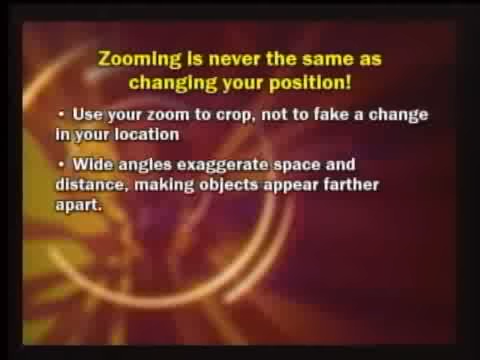 Zooming is never the same as
changing your position!
• Use your zoom to crop, not to fake a change
in your location
• Wide angles exaggerate space and
distance, making objects appear farther
apart.